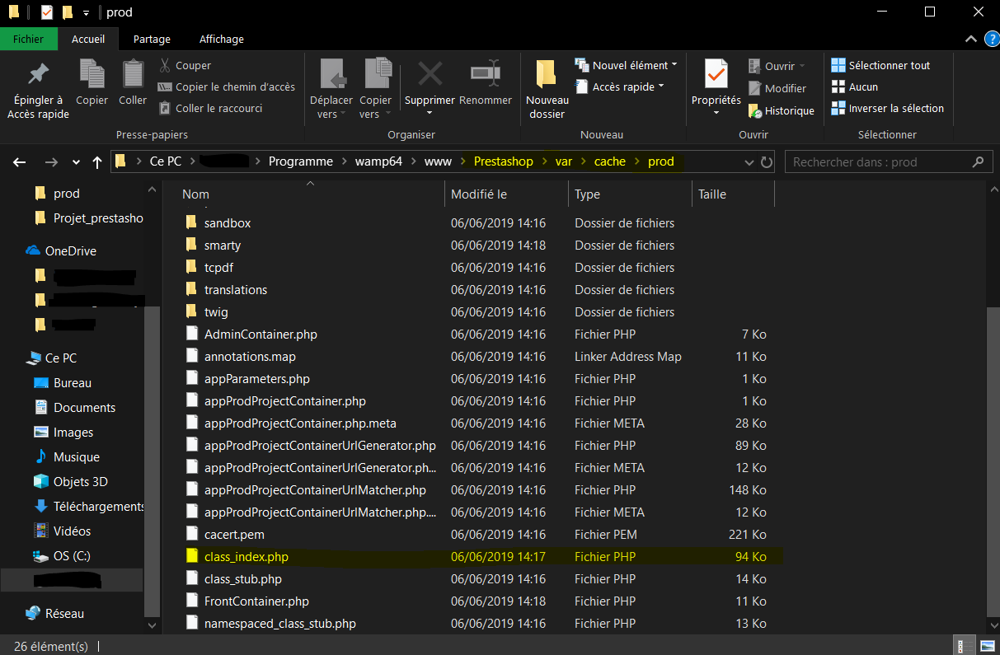 prod
Fichier Accueil Partage Affichage
Épingler à Accès rapide
Copier
Coller
Couper
Copier le chemin d'accès
Coller le raccourci
Presse-papiers
Déplacer vers
Copier vers
Supprimer
Renommer
Organiser
Nouveau dossier
Nouvel élément
Accès rapide
Nouveau
Propriétés
Ouvrir
Modifier
Historique
Ouvrir
Sélectionner tout
Aucun
Inverser la sélection
Sélectionner
Ce PC > > Programme > wamp64 > www > Prestashop > var > cache > prod
Rechercher dans : prod
prod
Projet_prestasho
OneDrive
Ce PC
Bureau
Documents
Images
Musique
Objets 3D
Téléchargements
Vidéos
OS (C:)
Réseau
Nom Modifié le Type Taille
sandbox 06/06/2019 14:16 Dossier de fichiers
smarty 06/06/2019 14:18 Dossier de fichiers
tcpdf 06/06/2019 14:16 Dossier de fichiers
translations 06/06/2019 14:16 Dossier de fichiers
twig 06/06/2019 14:16 Dossier de fichiers
AdminContainer.php 06/06/2019 14:16 Fichier PHP 7 Ko
annotations.map 06/06/2019 14:16 Linker Address Map 11 Ko
appParameters.php 06/06/2019 14:16 Fichier PHP 1 Ko
appProdProjectContainer.php 06/06/2019 14:16 Fichier PHP 1 Ko
appProdProjectContainer.php.meta 06/06/2019 14:16 Fichier META 28 Ko
appProdProjectContainerUrlGenerator.php 06/06/2019 14:16 Fichier PHP 89 Ko
appProdProjectContainerUrlGenerator.ph... 06/06/2019 14:16 Fichier META 12 Ko
appProdProjectContainerUrlMatcher.php 06/06/2019 14:16 Fichier PHP 148 Ko
appProdProjectContainerUrlMatcher.php.... 06/06/2019 14:16 Fichier META 12 Ko
cacert.pem 06/06/2019 14:16 Fichier PEM 221 Ko
class_index.php 06/06/2019 14:17 Fichier PHP 94 Ko
class_stub.php 06/06/2019 14:16 Fichier PHP 14 Ko
FrontContainer.php 06/06/2019 14:18 Fichier PHP 11 Ko
namespaced_class_stub.php 06/06/2019 14:16 Fichier PHP 13 Ko
26 élément(s)